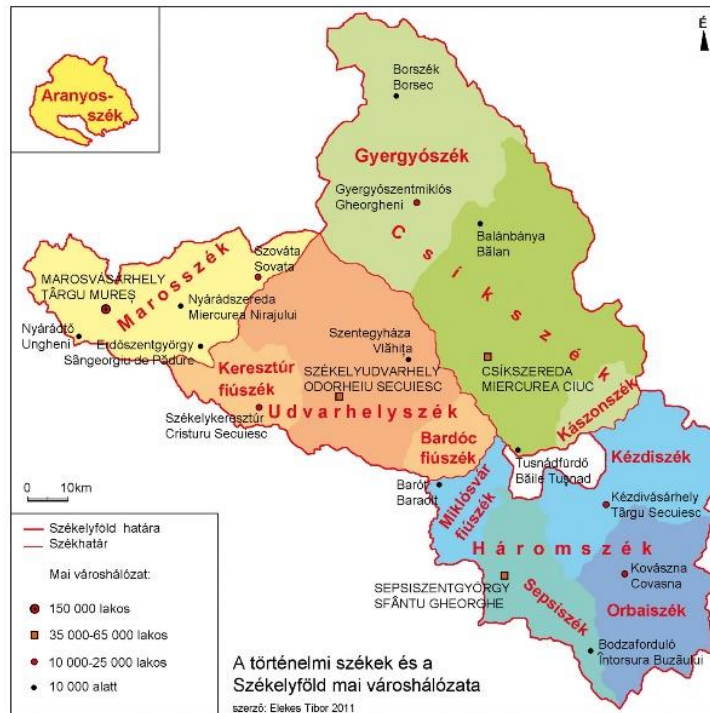 É
Aranyos-
szék
Borszék
Borsec
Gyergyószék
Gyergyószentmiklós
Gheorgheni
Csíkszék
Balánbánya
Bălan
Szováta
Sovata
Marosszék
MAROSVÁSÁRHELY
TÂRGU MUREŞ
Nyárádszereda
Miercurea Nirajului
Nyárádtő
Ungheni
Erdőszentgyörgy
Sângeorgiu de Pădure
Szentegyháza
Vlăhiţa
Keresztúr
fiúszék
SZÉKELYUDVARHELY
ODORHEIU SECUIESC
CSÍKSZEREDA
MIERCUREA CIUC
Udvarhelyszék
Székelykeresztúr
Cristuru Secuiesc
Kászonszék
Bardóc
fiúszék
Tusnádfürdő
Băile Tuşnad
Kézdiszék
Barót
Baraolt
Miklósvár
fiúszék
Kézdivásárhely
Târgu Secuiesc
Háromszék
Kovászna
Covasna
SEPSISZENTGYÖRGY
SFÂNTU GHEORGHE
Sepsiszék
Orbaiszék
Bodzaforduló
Întorsura Buzăului
0 10km
Székelyföld határa
Székhatár
Mai városhálózat:
150 000 lakos
35 000-65 000 lakos
10 000-25 000 lakos
10 000 alatt
A történelmi székek és a
Székelyföld mai városhálózata
szerző: Elekes Tibor 2011